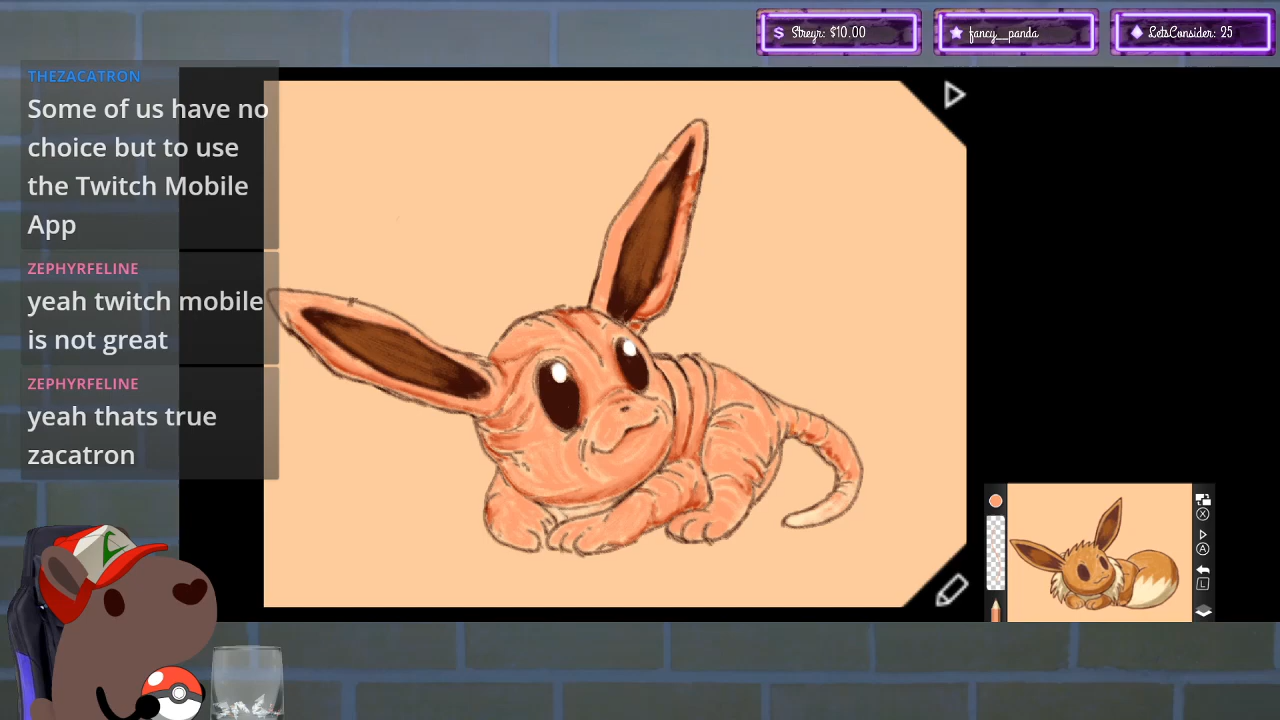 Streyr: $10.00
fancy__panda
LetsConsider: 25
THEZACATRON
Some of us have no
choice but to use
the Twitch Mobile
App
ZEPHYRFELINE
yeah twitch mobile
is not great
ZEPHYRFELINE
yeah thats true
zacatron
X
A
L